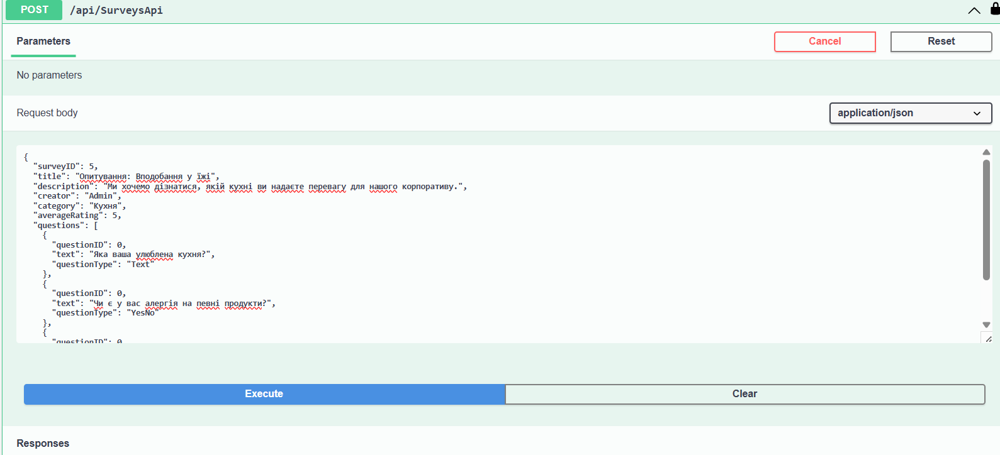 POST /api/SurveysApi
Parameters
Cancel
Reset
No parameters
Request body
application/json
{
"surveyID": 5,
"title": "Опитування: Вподобання у їжі",
"description": "Ми хочемо дізнатися, якій кухні ви надаєте перевагу для нашого корпоративу.",
"creator": "Admin",
"category": "Кухня",
"averageRating": 5,
"questions": [
{
"questionID": 0,
"text": "Яка ваша улюблена кухня?",
"questionType": "Text"
},
{
"questionID": 0,
"text": "Чи є у вас алергія на певні продукти?",
"questionType": "YesNo"
},
{
"questionID": 0
Execute
Clear
Responses